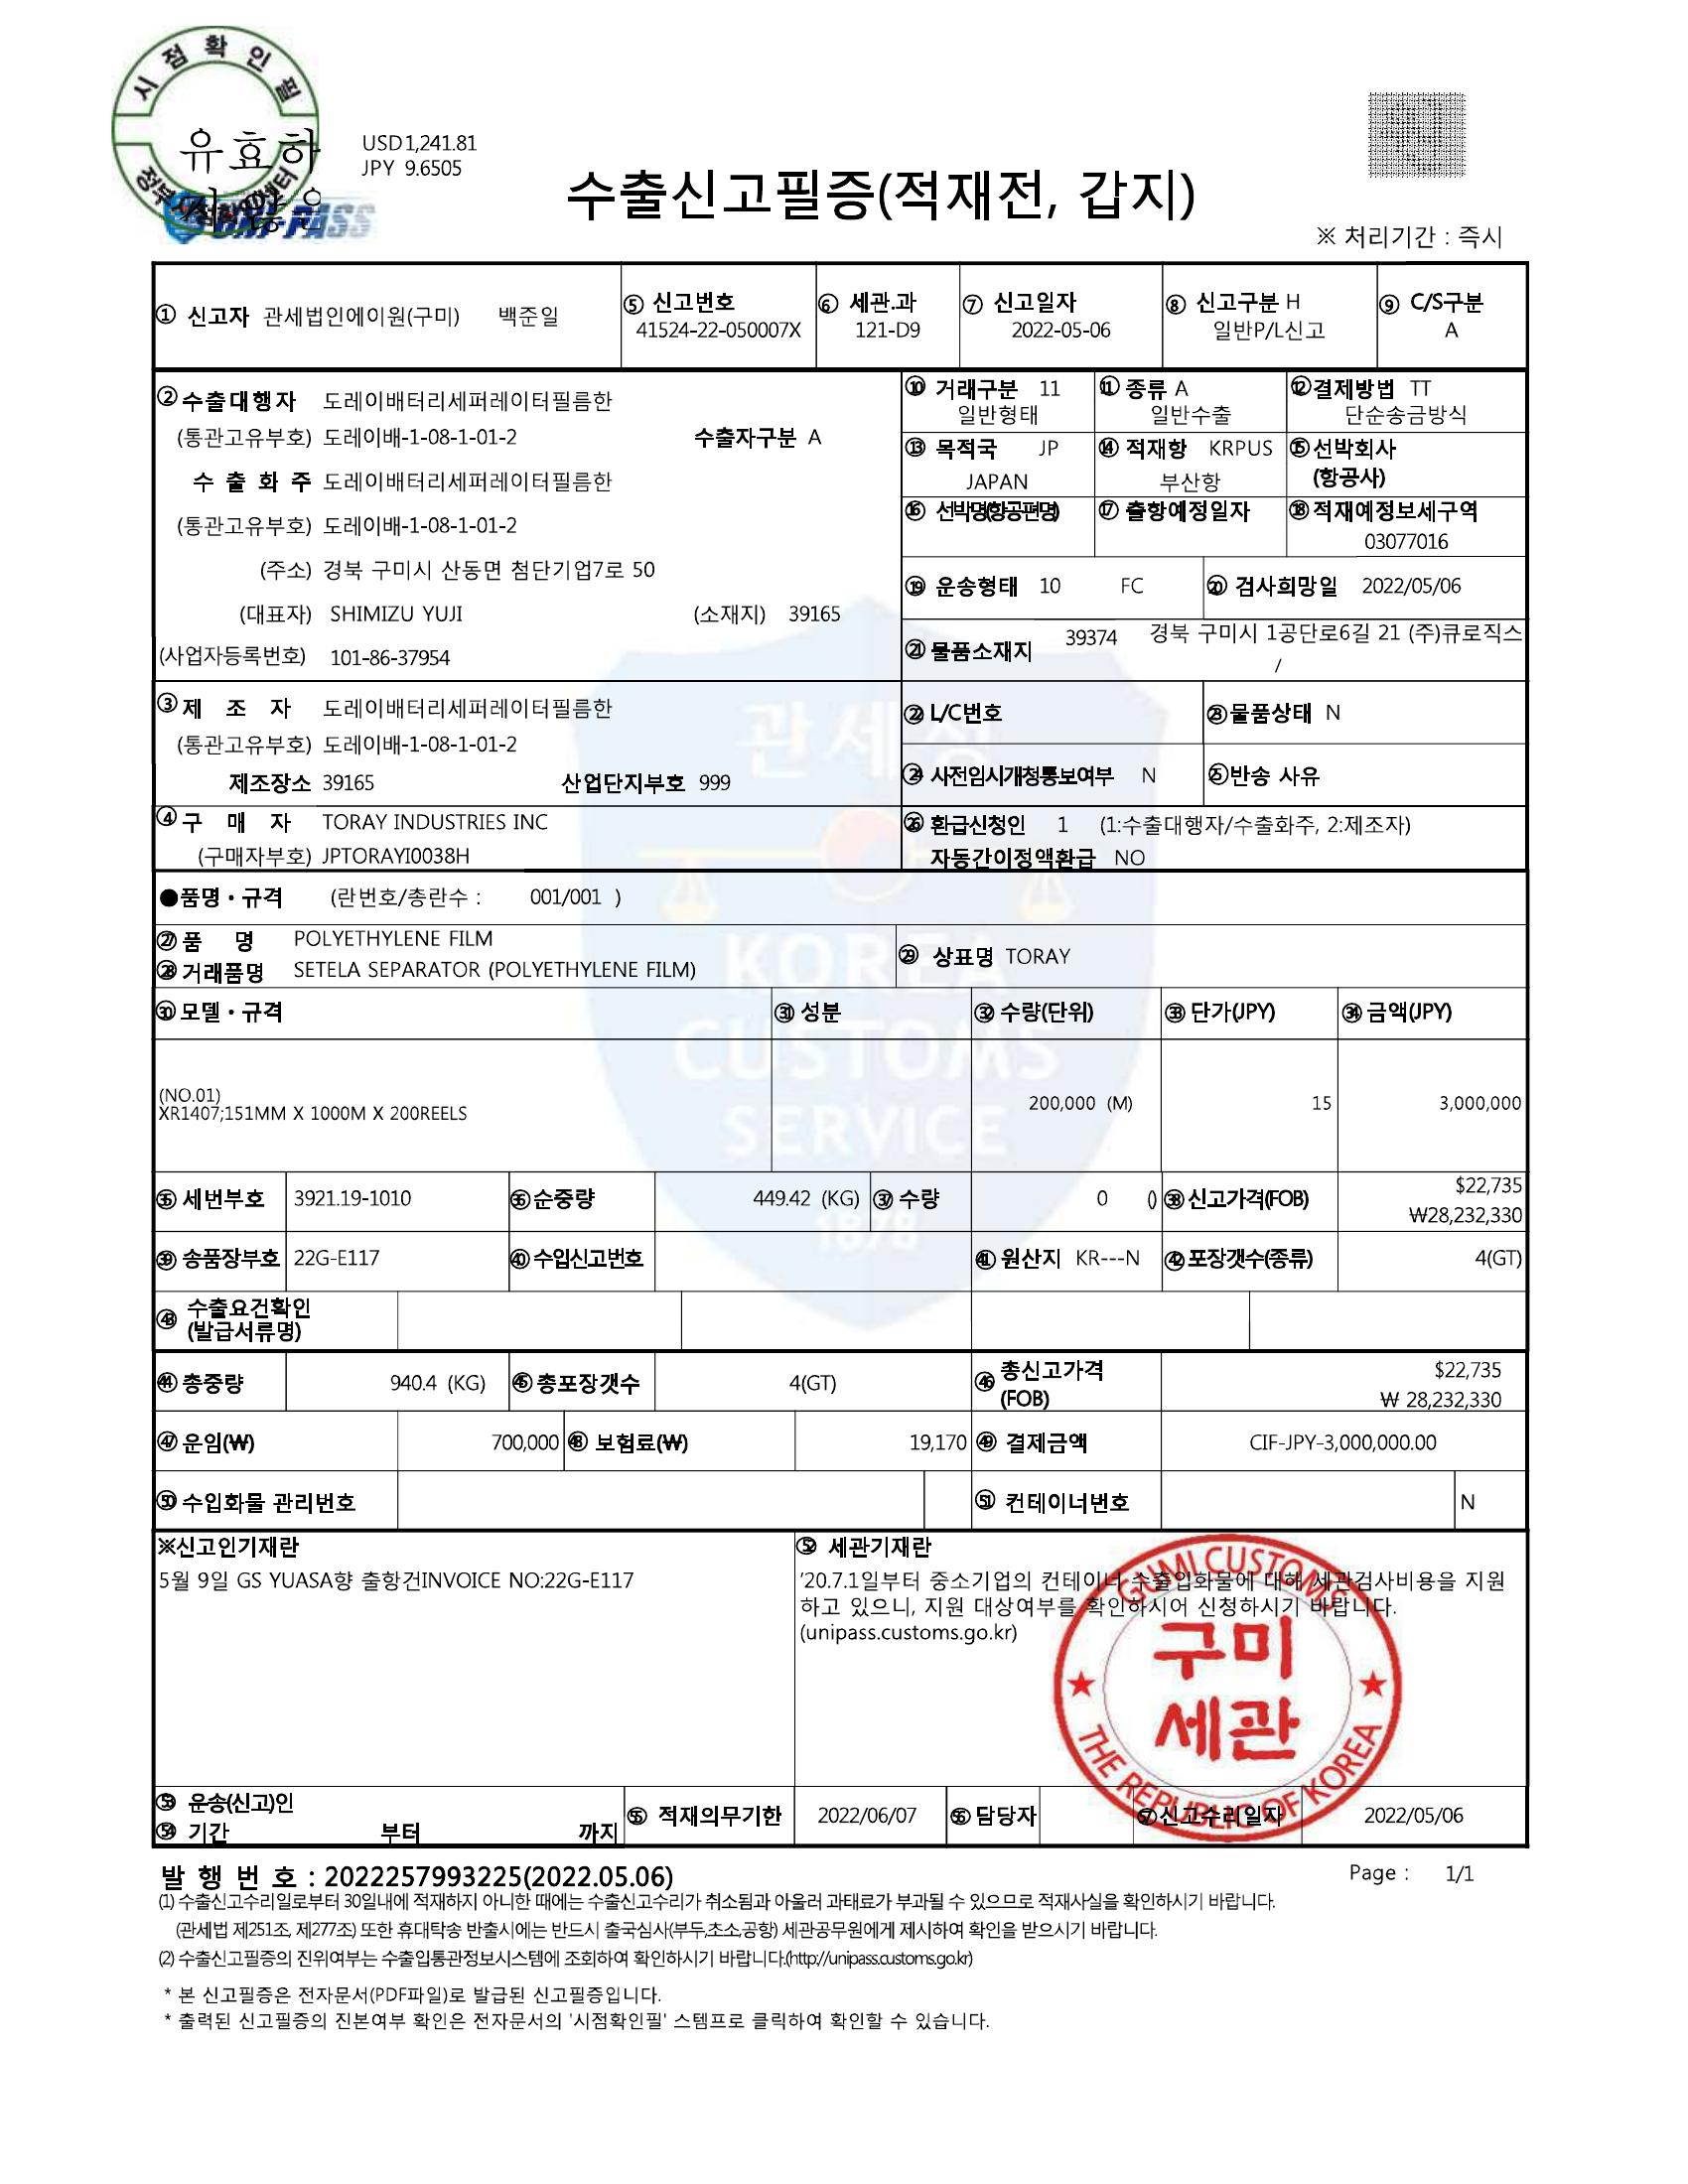 시점확인필
유효하
USD 1,241.81
JPY 9.6505
UNI-PASS
수출신고필증(적재전, 갑지)
※ 처리기간 : 즉시
① 신고자 관세법인에이원(구미) 백준일
⑤ 신고번호
41524-22-050007X
⑥ 세관.과
121-D9
⑦ 신고일자
2022-05-06
⑧ 신고구분 H
일반P/L신고
⑨ C/S구분
A
② 수출대행자 도레이배터리세퍼레이터필름한
(통관고유부호) 도레이배-1-08-1-01-2 수출자구분 A
수 출 화 주 도레이배터리세퍼레이터필름한
(통관고유부호) 도레이배-1-08-1-01-2
(주소) 경북 구미시 산동면 첨단기업7로 50
(대표자) SHIMIZU YUJI (소재지) 39165
(사업자등록번호) 101-86-37954
⑩ 거래구분 11
일반형태
⑪ 종류 A
일반수출
⑫ 결제방법 TT
단순송금방식
⑬ 목적국 JP
JAPAN
⑭ 적재항 KRPUS
부산항
⑮ 선박회사
(항공사)
⑯ 선박명(항공편명)
⑰ 출항예정일자
⑱ 적재예정보세구역
03077016
⑲ 운송형태 10 FC
⑳ 검사희망일 2022/05/06
㉑ 물품소재지 39374 경북 구미시 1공단로6길 21 (주)큐로직스
/
③ 제 조 자 도레이배터리세퍼레이터필름한
(통관고유부호) 도레이배-1-08-1-01-2
제조장소 39165 산업단지부호 999
㉒ L/C번호
㉓ 물품상태 N
㉔ 사전임시개청통보여부 N
㉕ 반송 사유
④ 구 매 자 TORAY INDUSTRIES INC
(구매자부호) JPTORAYI0038H
㉖ 환급신청인 1 (1:수출대행자/수출화주, 2:제조자)
자동간이정액환급 NO
●품명·규격 (란번호/총란수 : 001/001 )
㉗ 품 명 POLYETHYLENE FILM
㉘ 거래품명 SETELA SEPARATOR (POLYETHYLENE FILM)
㉙ 상표명 TORAY
㉚ 모델·규격 ㉛ 성분 ㉜ 수량(단위) ㉝ 단가(JPY) ㉞ 금액(JPY)
(NO.01)
XR1407;151MM X 1000M X 200REELS 200,000 (M) 15 3,000,000
㉟ 세번부호 3921.19-1010 ㊱ 순중량 449.42 (KG) ㊲ 수량 0 () ㊳ 신고가격(FOB) $22,735
₩28,232,330
㊴ 송품장부호 22G-E117 ㊵ 수입신고번호 ㊶ 원산지 KR---N ㊷ 포장갯수(종류) 4(GT)
㊸ 수출요건확인
(발급서류명)
㊹ 총중량 940.4 (KG) ㊺ 총포장갯수 4(GT) ㊻ 총신고가격
(FOB) $22,735
₩ 28,232,330
㊼ 운임(₩) 700,000 ㊽ 보험료(₩) 19,170 ㊾ 결제금액 CIF-JPY-3,000,000.00
㊿ 수입화물 관리번호 51 컨테이너번호 N
※신고인기재란
5월 9일 GS YUASA향 출항건INVOICE NO:22G-E117
52 세관기재란
'20.7.1일부터 중소기업의 컨테이너 수출입화물에 대해 세관검사비용을 지원
하고 있으니, 지원 대상여부를 확인하시어 신청하시기 바랍니다.
(unipass.customs.go.kr)
GUMI CUSTOMS
구미
세관
THE REPUBLIC OF KOREA
53 운송(신고)인
54 기간 부터 까지
55 적재의무기한 2022/06/07
56 담당자
57 신고수리일자 2022/05/06
관세청
KOREA
CUSTOMS
SERVICE
1878
발 행 번 호 : 2022257993225(2022.05.06)
Page : 1/1
(1) 수출신고수리일로부터 30일내에 적재하지 아니한 때에는 수출신고수리가 취소됨과 아울러 과태료가 부과될 수 있으므로 적재사실을 확인하시기 바랍니다.
(관세법 제251조, 제277조) 또한 휴대탁송 반출시에는 반드시 출국심사(부두,초소,공항) 세관공무원에게 제시하여 확인을 받으시기 바랍니다.
(2) 수출신고필증의 진위여부는 수출입통관정보시스템에 조회하여 확인하시기 바랍니다.(http://unipass.customs.go.kr)
* 본 신고필증은 전자문서(PDF파일)로 발급된 신고필증입니다.
* 출력된 신고필증의 진본여부 확인은 전자문서의 '시점확인필' 스템프로 클릭하여 확인할 수 있습니다.